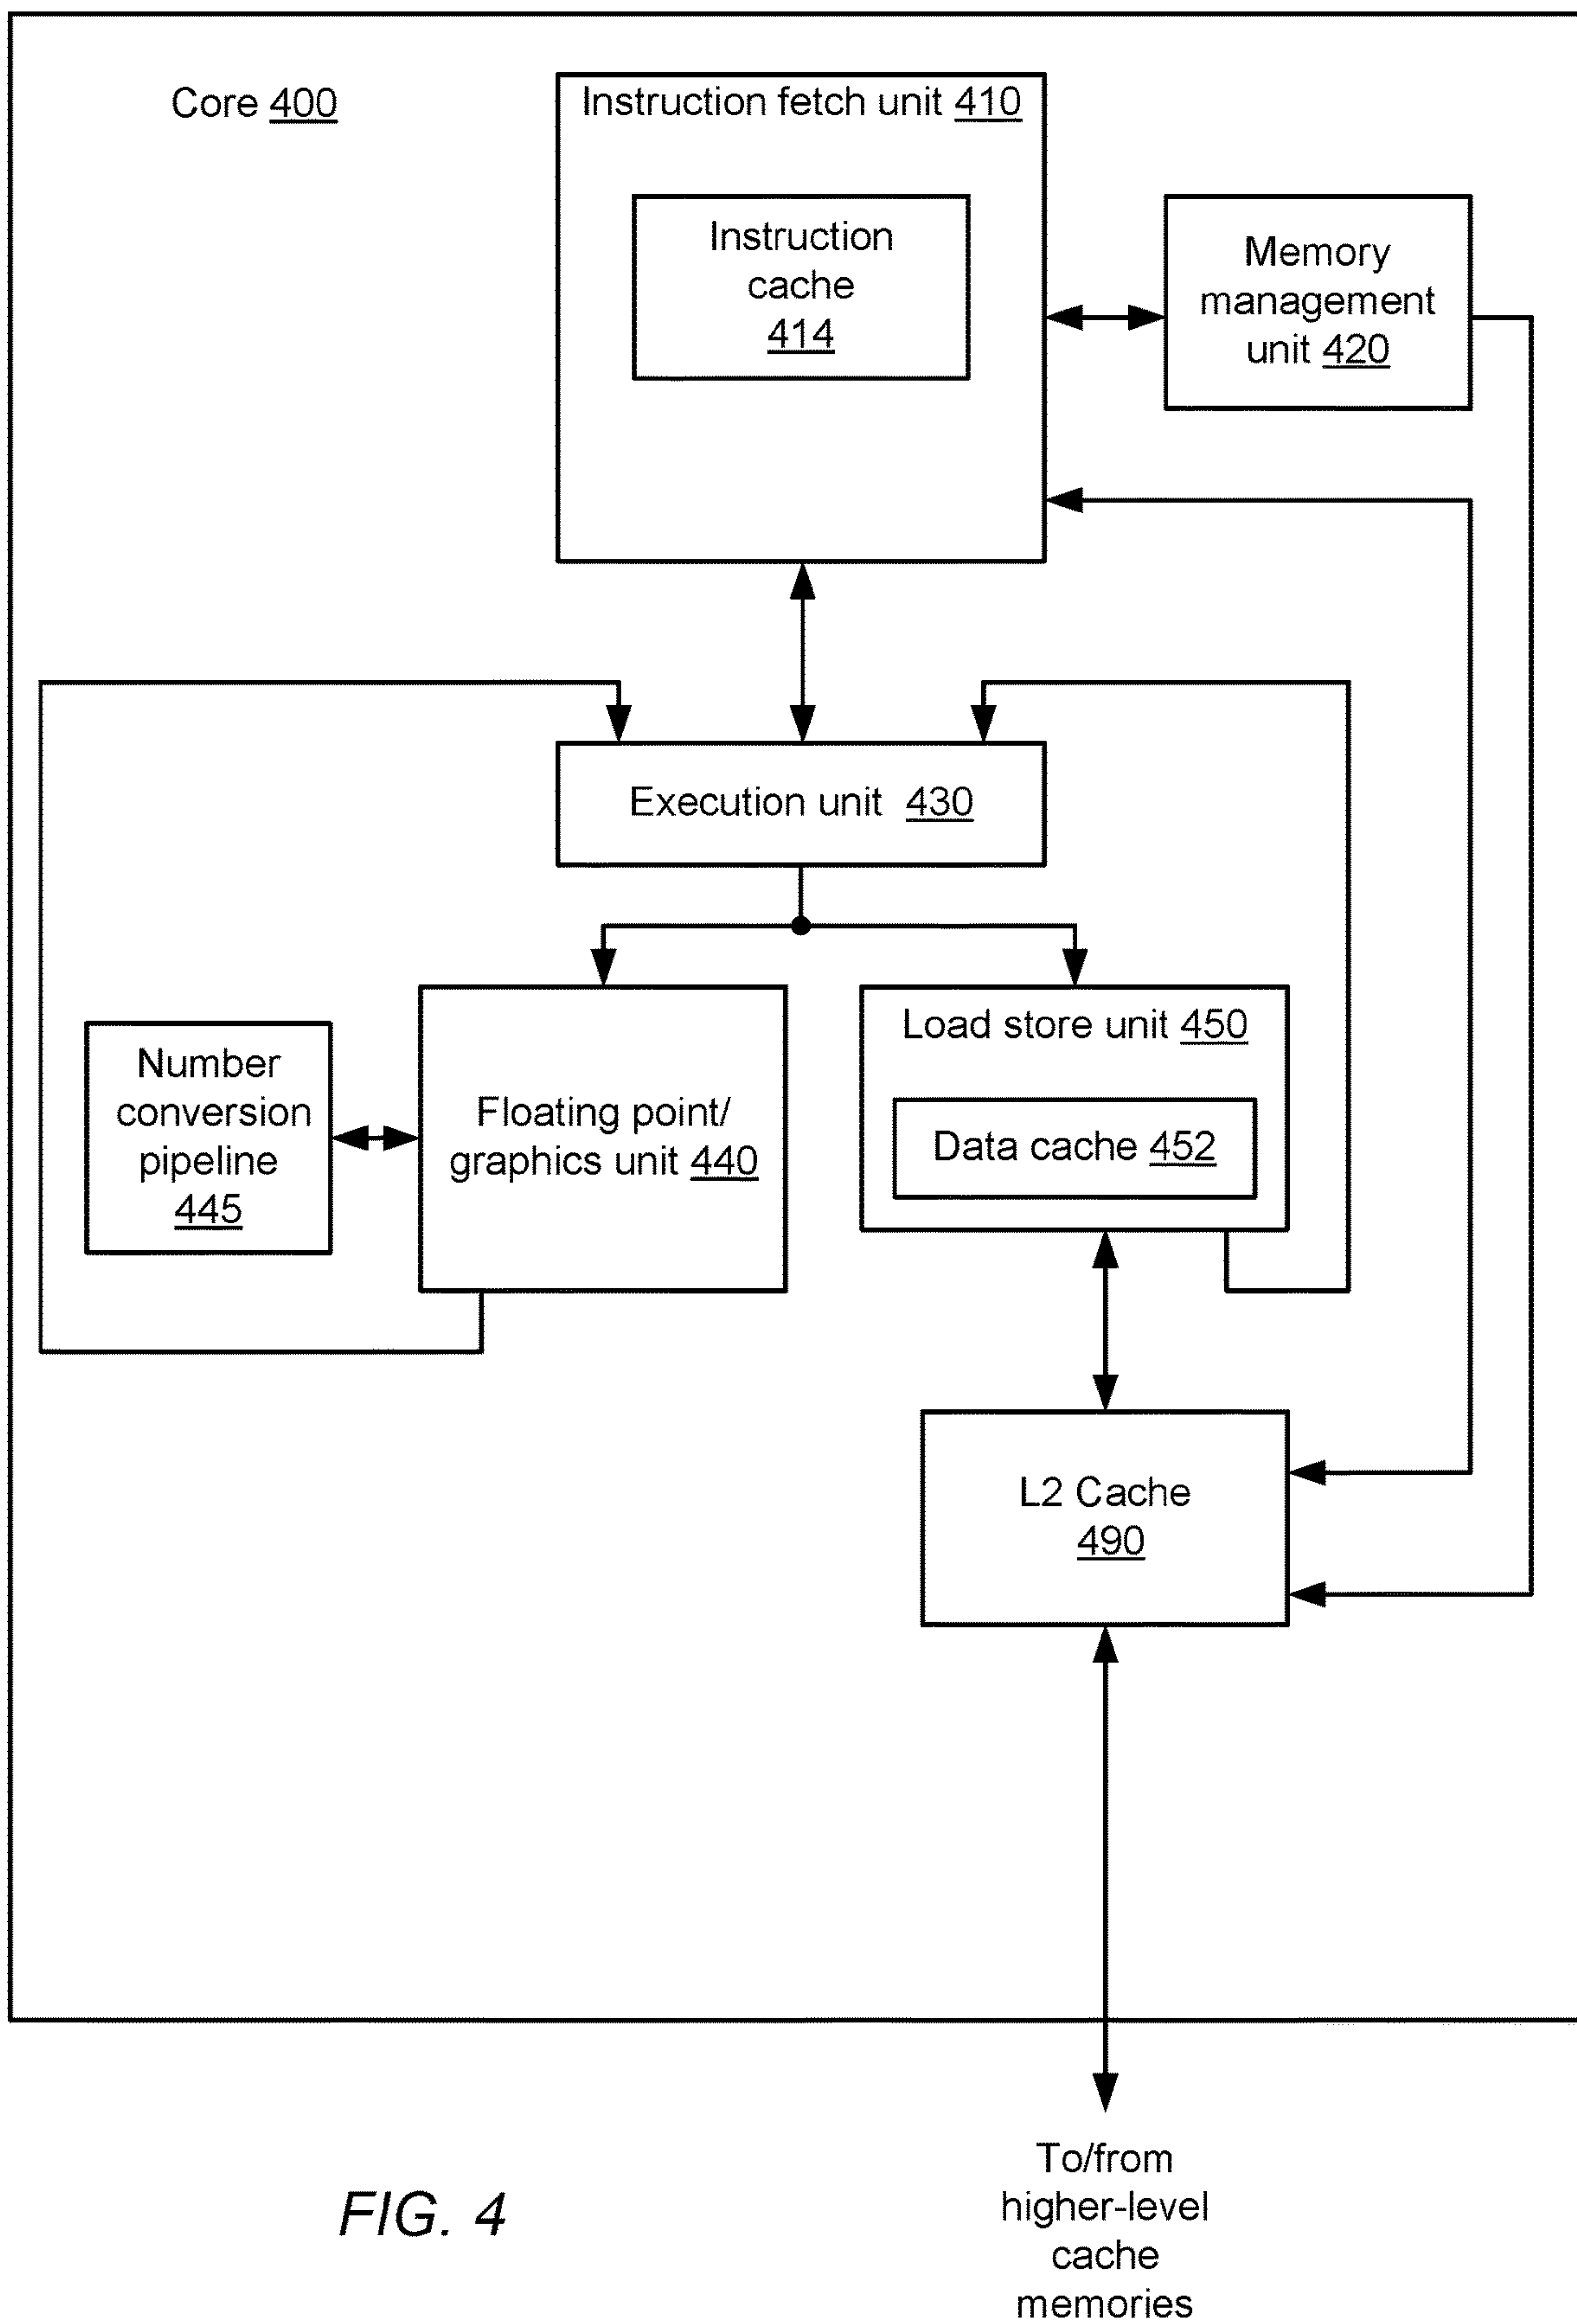 Core 400
Instruction fetch unit 410
Instruction
cache
414
Memory
management
unit 420
Execution unit 430
Number
conversion
pipeline
445
Floating point/
graphics unit 440
Load store unit 450
Data cache 452
L2 Cache
490
To/from
higher-level
cache
memories
FIG. 4